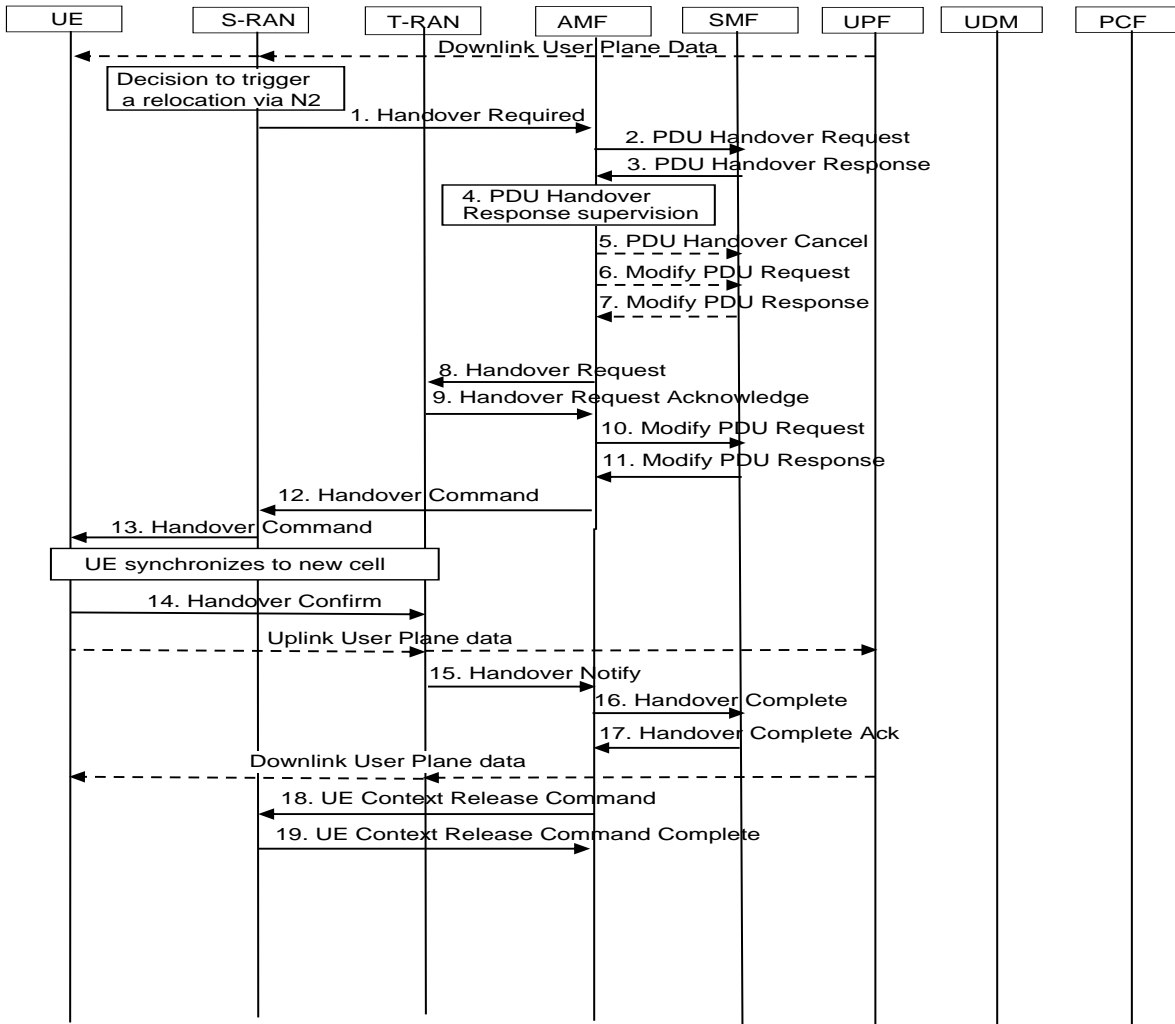 UE
S-RAN
T-RAN
AMF
SMF
UPF
UDM
PCF
Downlink User Plane Data
Decision to trigger
a relocation via N2
1. Handover Required
2. PDU Handover Request
3. PDU Handover Response
4. PDU Handover
Response supervision
5. PDU Handover Cancel
6. Modify PDU Request
7. Modify PDU Response
8. Handover Request
9. Handover Request Acknowledge
10. Modify PDU Request
11. Modify PDU Response
12. Handover Command
13. Handover Command
UE synchronizes to new cell
14. Handover Confirm
Uplink User Plane data
15. Handover Notify
16. Handover Complete
17. Handover Complete Ack
Downlink User Plane data
18. UE Context Release Command
19. UE Context Release Command Complete